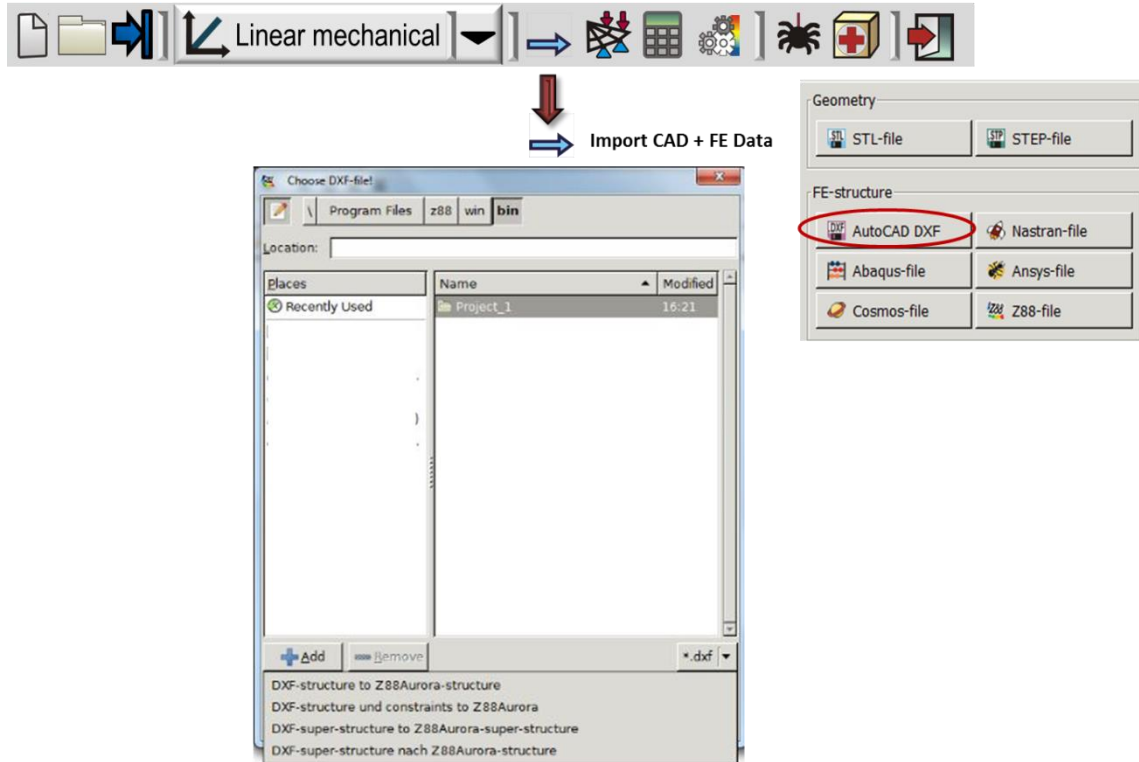 Linear mechanical
Import CAD + FE Data
Geometry
STL-file
STEP-file
FE-structure
AutoCAD DXF
Nastran-file
Abaqus-file
Ansys-file
Cosmos-file
Z88-file
Choose DXF-file!
\ Program Files z88 win bin
Location:
Places
Name Modified
Recently Used
Project_1 16:21
Add Remove *.dxf
DXF-structure to Z88Aurora-structure
DXF-structure und constraints to Z88Aurora
DXF-super-structure to Z88Aurora-super-structure
DXF-super-structure nach Z88Aurora-structure